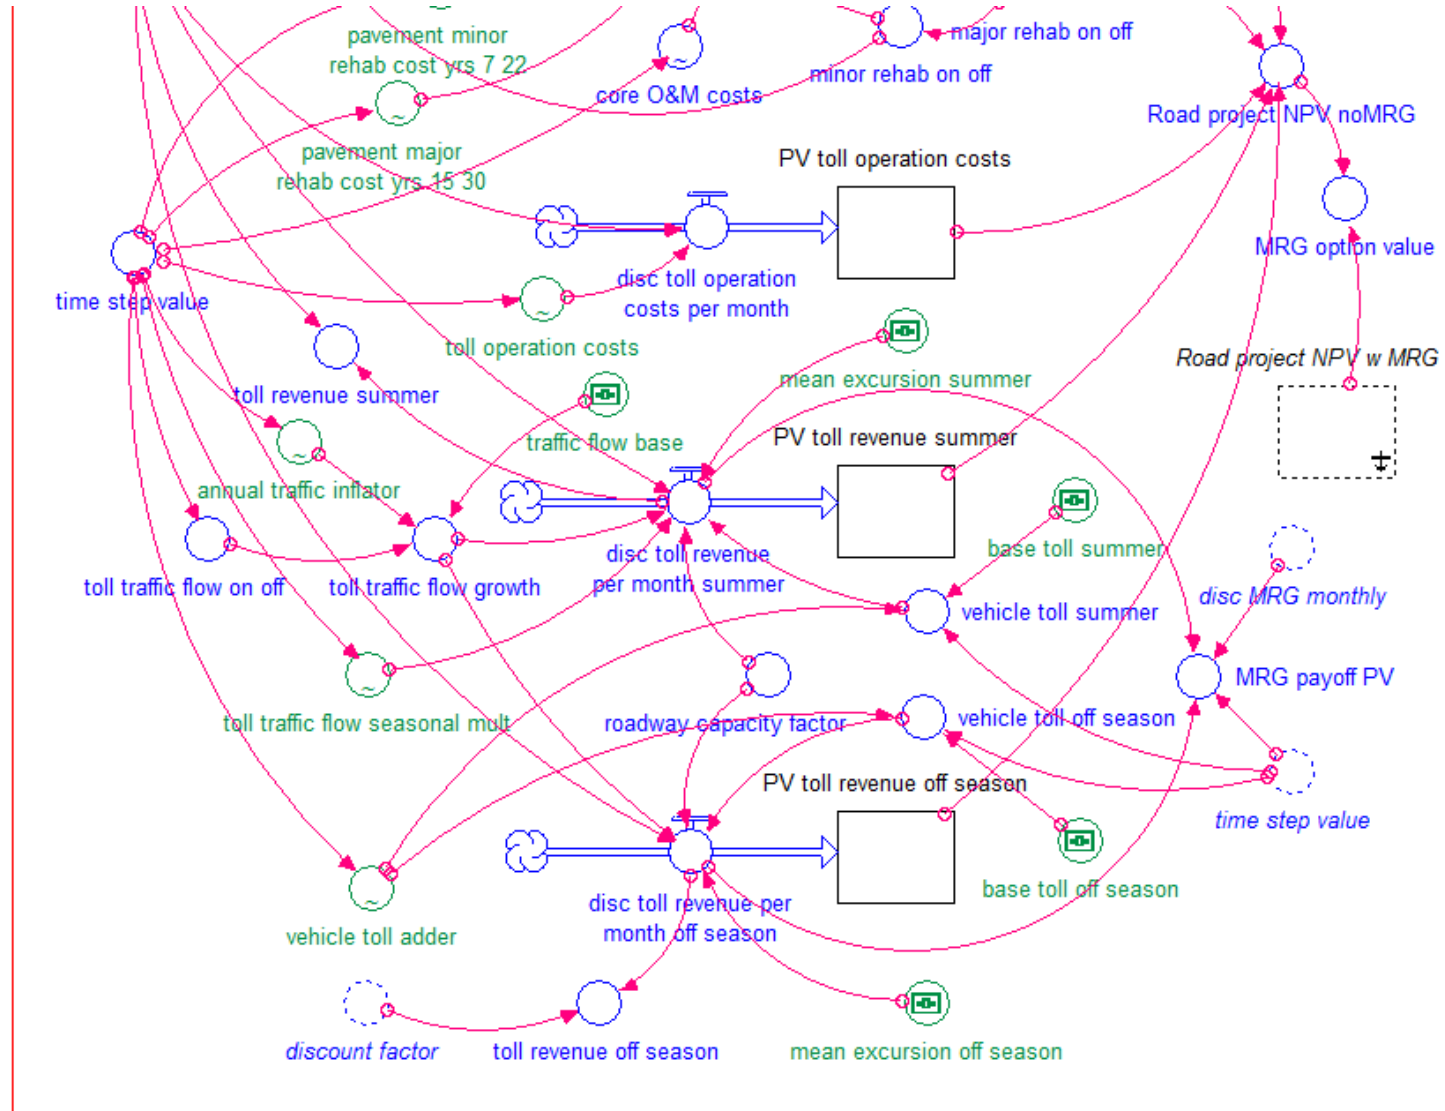 pavement minor
rehab cost yrs 7 22
major rehab on off
minor rehab on off
core O&M costs
Road project NPV noMRG
pavement major
rehab cost yrs 15 30
PV toll operation costs
MRG option value
time step value
disc toll operation
costs per month
toll operation costs
Road project NPV w MRG
mean excursion summer
toll revenue summer
traffic flow base
PV toll revenue summer
annual traffic inflator
disc toll revenue
per month summer
base toll summer
toll traffic flow on off
toll traffic flow growth
disc MRG monthly
vehicle toll summer
MRG payoff PV
toll traffic flow seasonal mult
roadway capacity factor
vehicle toll off season
PV toll revenue off season
time step value
base toll off season
disc toll revenue per
month off season
vehicle toll adder
discount factor
toll revenue off season
mean excursion off season